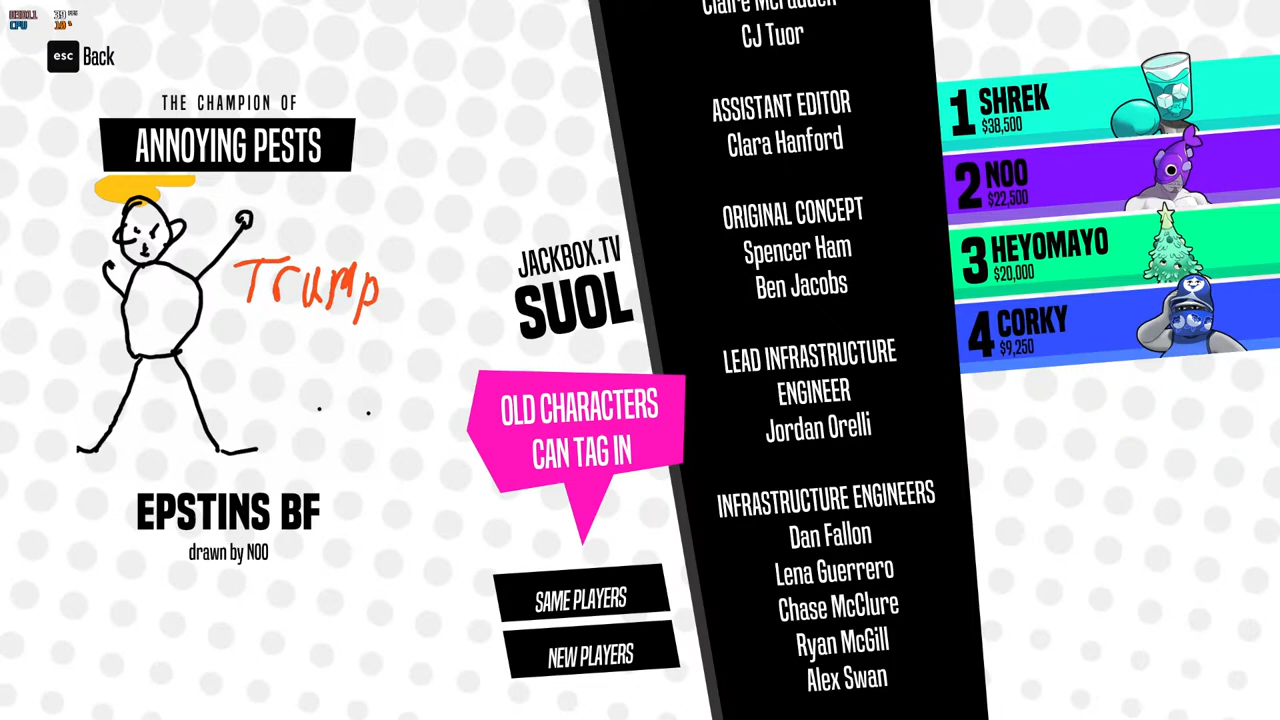 esc Back
THE CHAMPION OF
ANNOYING PESTS
Trump
EPSTINS BF
drawn by NOO
JACKBOX.TV
SUOL
OLD CHARACTERS
CAN TAG IN
SAME PLAYERS
NEW PLAYERS
CJ Tuor
ASSISTANT EDITOR
Clara Hanford
ORIGINAL CONCEPT
Spencer Ham
Ben Jacobs
LEAD INFRASTRUCTURE
ENGINEER
Jordan Orelli
INFRASTRUCTURE ENGINEERS
Dan Fallon
Lena Guerrero
Chase McClure
Ryan McGill
Alex Swan
1 SHREK
$38,500
2 NOO
$22,500
3 HEYOMAYO
$20,000
4 CORKY
$9,250